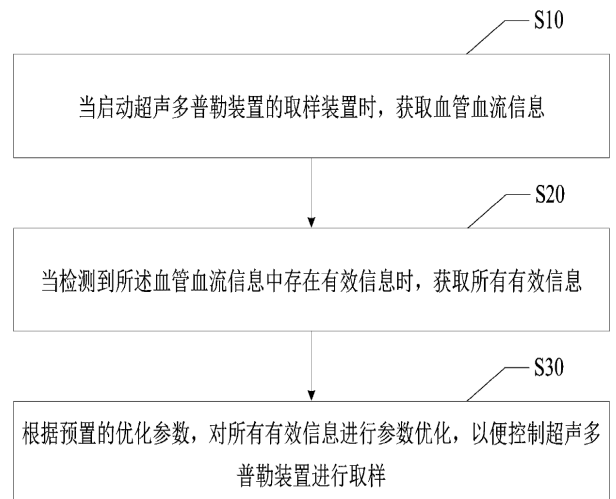 S10
当启动超声多普勒装置的取样装置时，获取血管血流信息
S20
当检测到所述血管血流信息中存在有效信息时，获取所有有效信息
S30
根据预置的优化参数，对所有有效信息进行参数优化，以便控制超声多
普勒装置进行取样